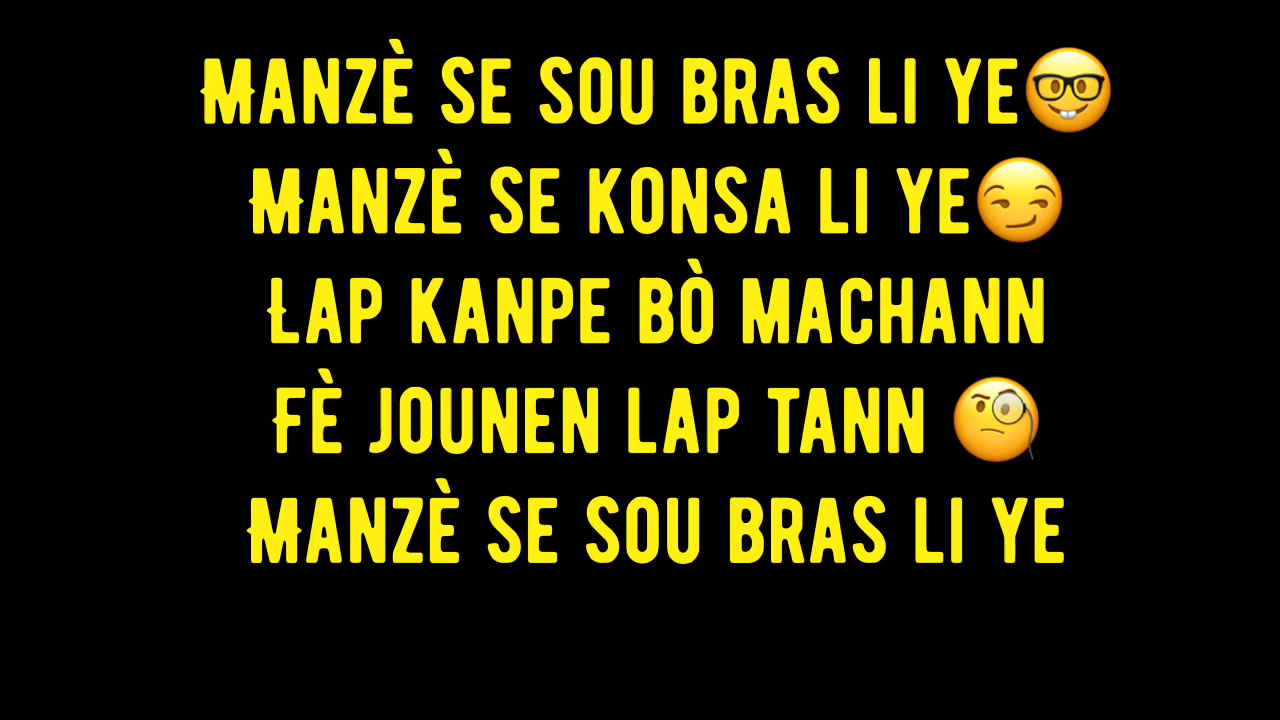 Manzè se sou bras li ye🤓
Manzè se konsa li ye😏
Lap kanpe bò machann
Fè jounen lap tann 🧐
Manzè se sou bras li ye